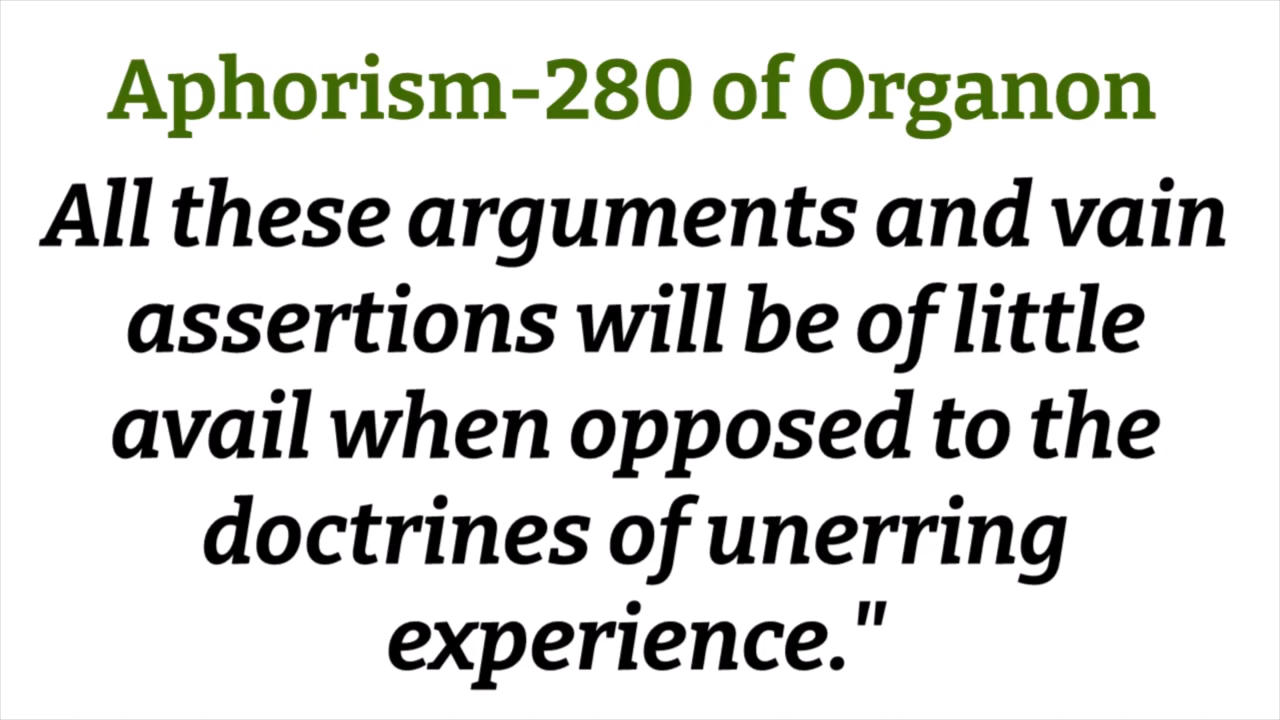 Aphorism-280 of Organon
All these arguments and vain
assertions will be of little
avail when opposed to the
doctrines of unerring
experience."